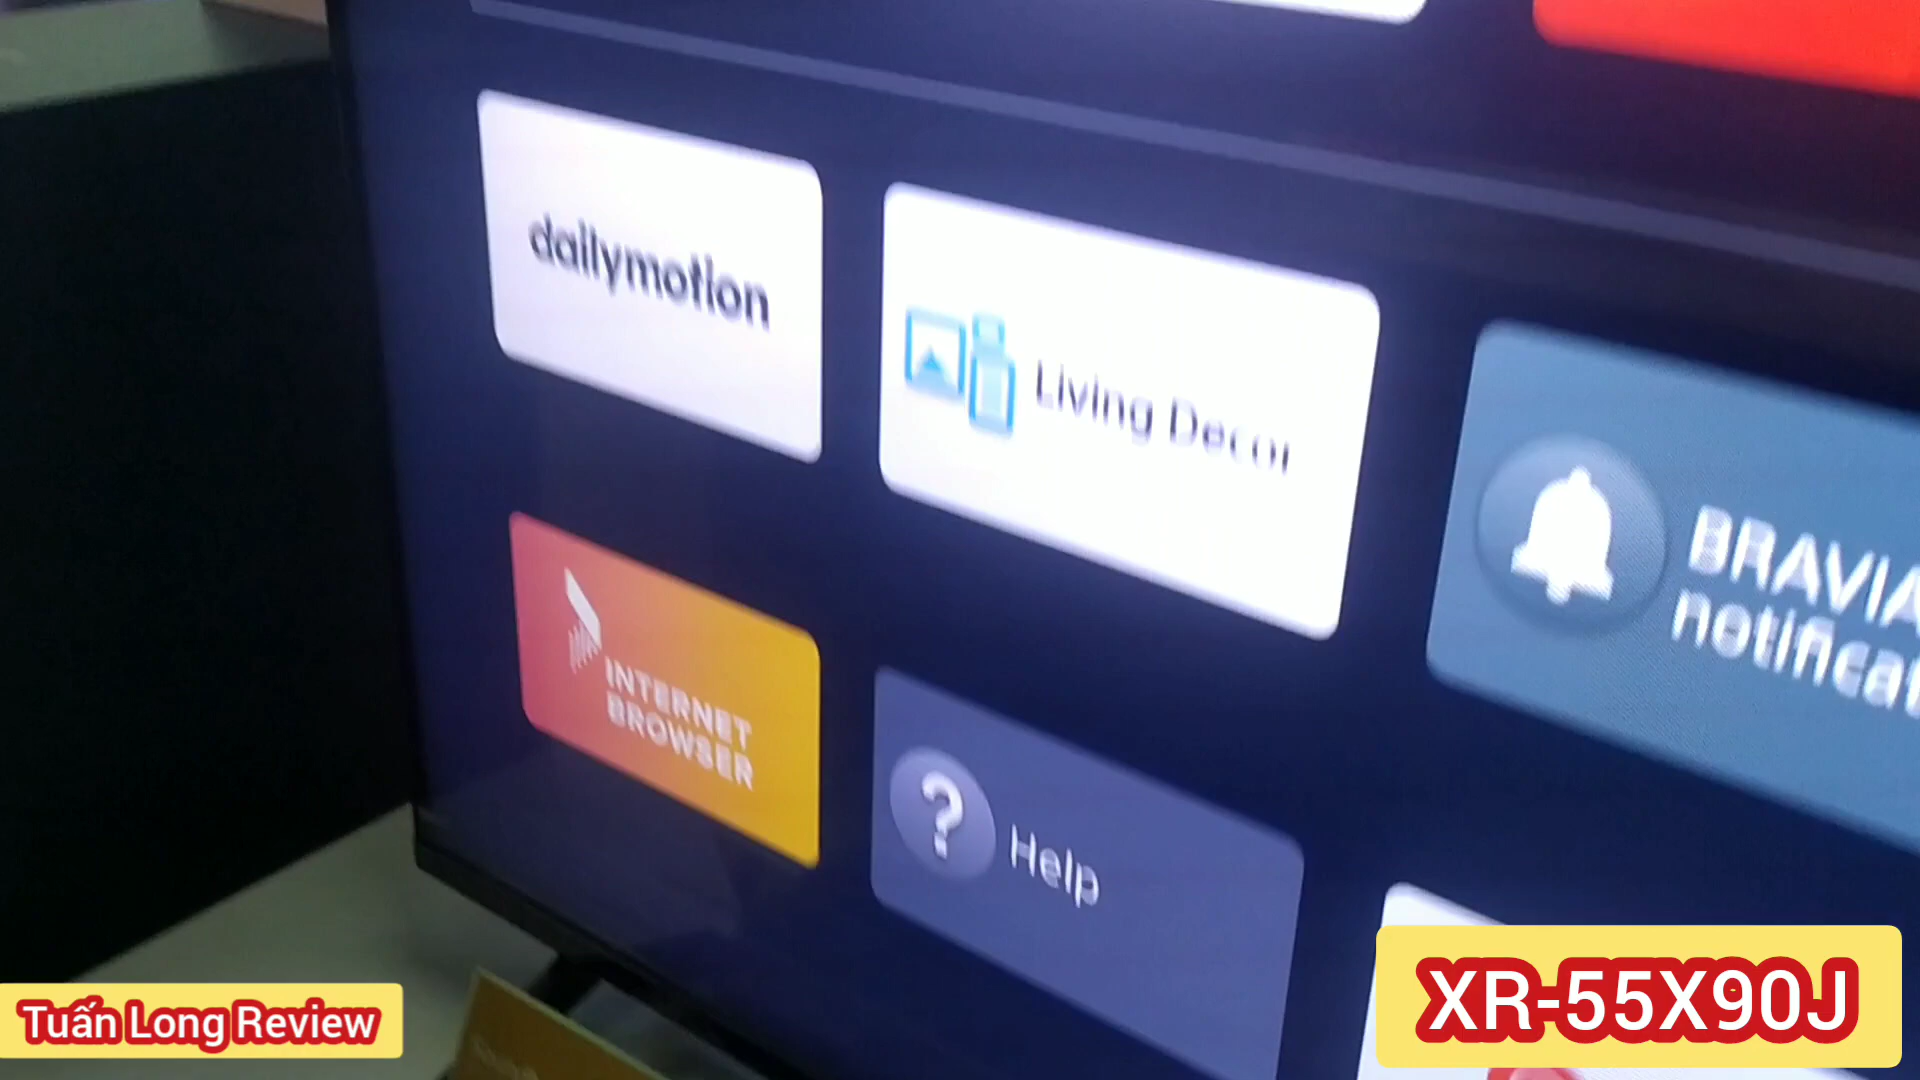 dailymotion
Living Decor
BRAVIA
INTERNET
BROWSER
Help
Tuấn Long Review
XR-55X90J